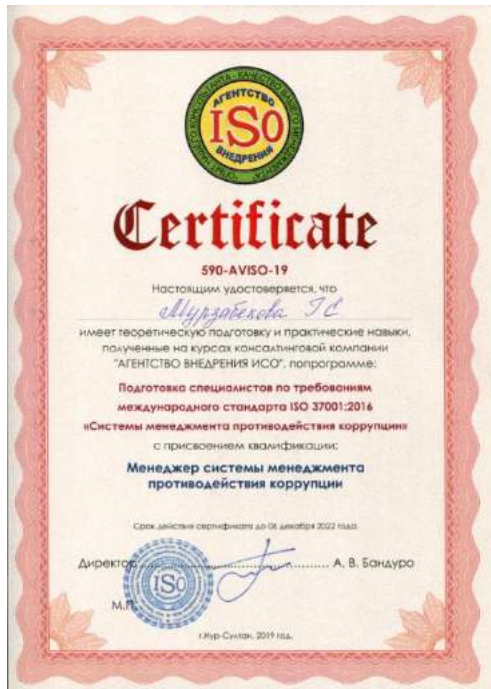 АГЕНТСТВО
ISO
ВНЕДРЕНИЯ
Certificate
590-AVISO-19
Настоящим удостоверяется, что
Мурзабекова Г С
имеет теоретическую подготовку и практические навыки,
полученные на курсах консалтинговой компании
"АГЕНТСТВО ВНЕДРЕНИЯ ИСО", попрограмме:
Подготовка специалистов по требованиям
международного стандарта ISO 37001:2016
«Системы менеджмента противодействия коррупции»
с присвоением квалификации:
Менеджер системы менеджмента
противодействия коррупции
Срок действия сертификата до 06 декабря 2022 года.
Директор А. В. Бандуро
ISO
М.П.
г.Нур-Султан, 2019 год.